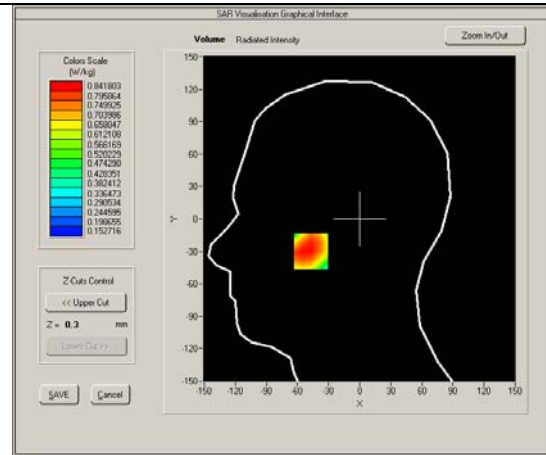 SAR Visualisation Graphical Interface
Volume Radiated Intensity
Zoom In/Out
Colors Scale
(W/kg)
0.841803
0.795864
0.749925
0.703986
0.658047
0.612108
0.566169
0.520229
0.474290
0.428351
0.382412
0.336473
0.290534
0.244595
0.198655
0.152716
Z Cuts Control
<< Upper Cut
Z = 0.3 mm
Lower Cut >>
SAVE Cancel
150
120
90
60
30
0
-30
-60
-90
-120
-150
Y
-150 -120 -90 -60 -30 0 30 60 90 120 150
X